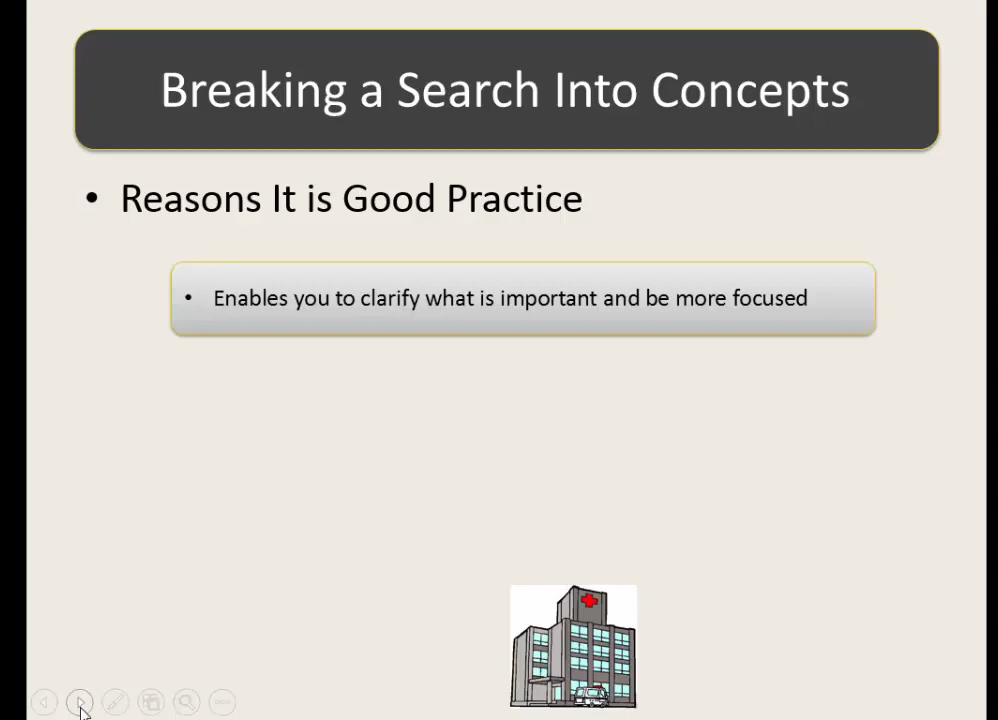 Breaking a Search Into Concepts
• Reasons It is Good Practice
• Enables you to clarify what is important and be more focused